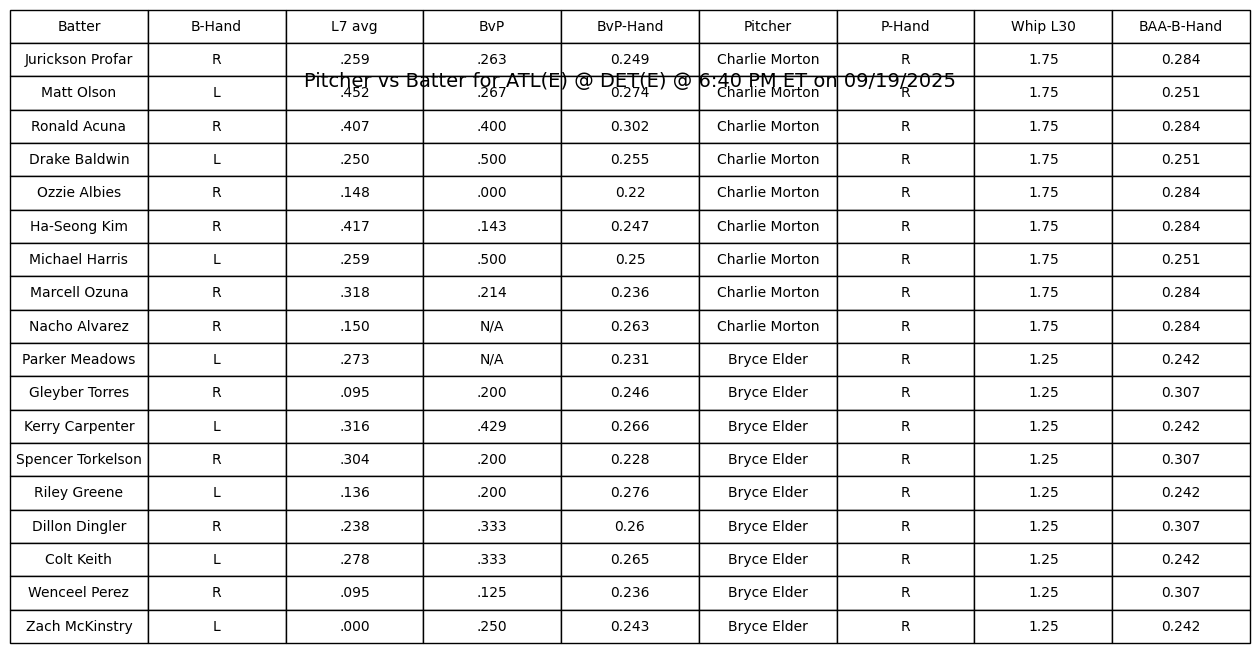 Batter B-Hand L7 avg BvP BvP-Hand Pitcher P-Hand Whip L30 BAA-B-Hand
Jurickson Profar R .259 .263 0.249 Charlie Morton R 1.75 0.284
Pitcher vs Batter for ATL(E) @ DET(E) @ 6:40 PM ET on 09/19/2025
Matt Olson L .452 .267 0.274 Charlie Morton R 1.75 0.251
Ronald Acuna R .407 .400 0.302 Charlie Morton R 1.75 0.284
Drake Baldwin L .250 .500 0.255 Charlie Morton R 1.75 0.251
Ozzie Albies R .148 .000 0.22 Charlie Morton R 1.75 0.284
Ha-Seong Kim R .417 .143 0.247 Charlie Morton R 1.75 0.284
Michael Harris L .259 .500 0.25 Charlie Morton R 1.75 0.251
Marcell Ozuna R .318 .214 0.236 Charlie Morton R 1.75 0.284
Nacho Alvarez R .150 N/A 0.263 Charlie Morton R 1.75 0.284
Parker Meadows L .273 N/A 0.231 Bryce Elder R 1.25 0.242
Gleyber Torres R .095 .200 0.246 Bryce Elder R 1.25 0.307
Kerry Carpenter L .316 .429 0.266 Bryce Elder R 1.25 0.242
Spencer Torkelson R .304 .200 0.228 Bryce Elder R 1.25 0.307
Riley Greene L .136 .200 0.276 Bryce Elder R 1.25 0.242
Dillon Dingler R .238 .333 0.26 Bryce Elder R 1.25 0.307
Colt Keith L .278 .333 0.265 Bryce Elder R 1.25 0.242
Wenceel Perez R .095 .125 0.236 Bryce Elder R 1.25 0.307
Zach McKinstry L .000 .250 0.243 Bryce Elder R 1.25 0.242